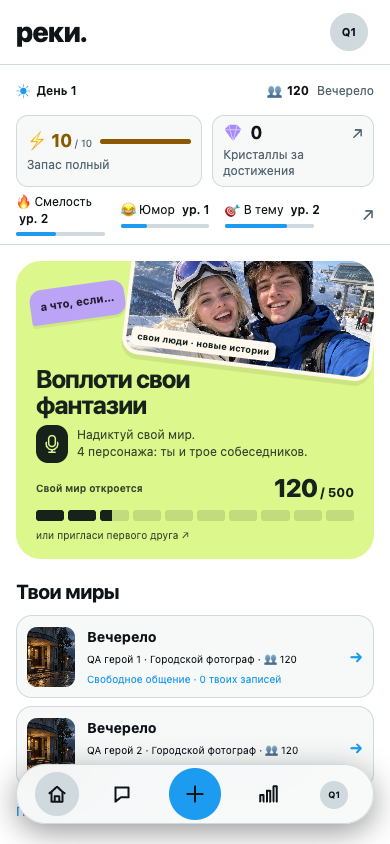 реки.
Q1
День 1
120 Вечерело
10 / 10
Запас полный
0
Кристаллы за
достижения
Смелость
ур. 2
Юмор ур. 1
В тему ур. 2
а что, если...
свои люди · новые истории
Воплоти свои
фантазии
Надиктуй свой мир.
4 персонажа: ты и трое собеседников.
Свой мир откроется
120 / 500
или пригласи первого друга ↗
Твои миры
Вечерело
QA герой 1 · Городской фотограф · 120
Свободное общение · 0 твоих записей
Вечерело
QA герой 2 · Городской фотограф · 120
Q1